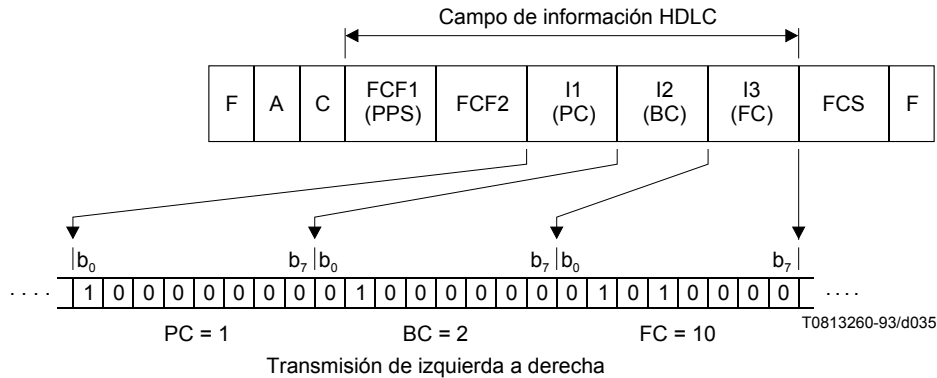 Campo de información HDLC
F A C FCF1 (PPS) FCF2 I1 (PC) I2 (BC) I3 (FC) FCS F
b0 b7 b0 b7 b0 b7
. . . . 1 0 0 0 0 0 0 0 0 1 0 0 0 0 0 0 0 1 0 1 0 0 0 0 . . . .
PC = 1 BC = 2 FC = 10
T0813260-93/d035
Transmisión de izquierda a derecha